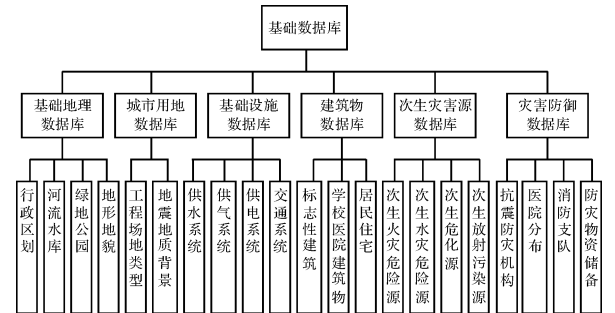 基础数据库
基础地理
数据库
城市用地
数据库
基础设施
数据库
建筑物
数据库
次生灾害源
数据库
灾害防御
数据库
行政区划
河流水库
绿地公园
地形地貌
工程场地类型
地震地质背景
供水系统
供气系统
供电系统
交通系统
标志性建筑
学校医院建筑物
居民住宅
次生火灾危险源
次生水灾危险源
次生危化源
次生放射污染源
抗震防灾机构
医院分布
消防支队
防灾物资储备